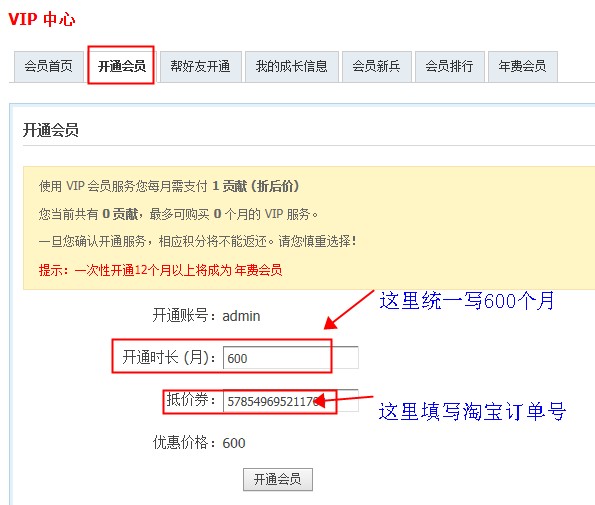 VIP 中心
会员首页 开通会员 帮好友开通 我的成长信息 会员新兵 会员排行 年费会员
开通会员
使用 VIP 会员服务您每月需支付 1 贡献 (折后价)
您当前共有 0 贡献，最多可购买 0 个月的 VIP 服务。
一旦您确认开通服务，相应积分将不能返还。请您慎重选择！
提示：一次性开通12个月以上将成为 年费会员
这里统一写600个月
开通账号：admin
开通时长 (月)：600
抵价券：
这里填写淘宝订单号
优惠价格：600
开通会员